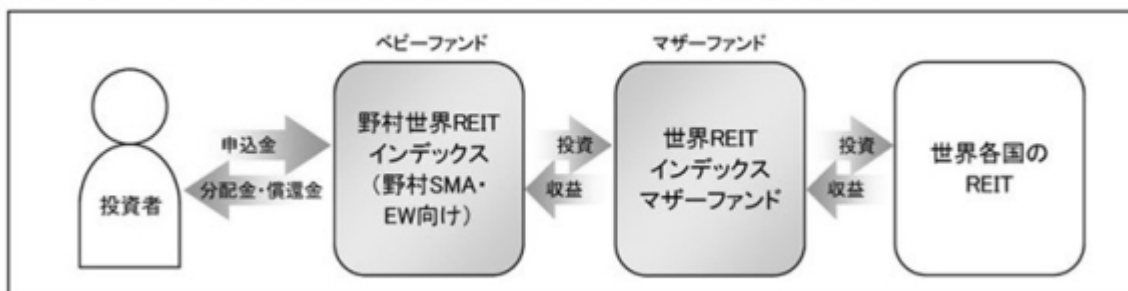 ベビーファンド
マザーファンド
投資者
申込金
分配金・償還金
野村世界REIT
インデックス
(野村SMA・
EW向け)
投資
収益
世界REIT
インデックス
マザーファンド
投資
収益
世界各国の
REIT